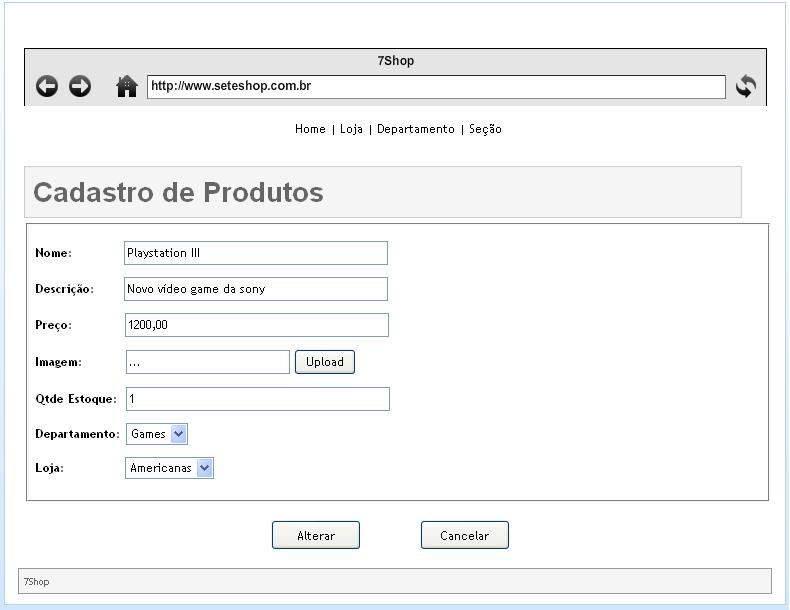 7Shop
http://www.seteshop.com.br
Home | Loja | Departamento | Seção
Cadastro de Produtos
Nome: Playstation III
Descrição: Novo vídeo game da sony
Preço: 1200,00
Imagem: ... Upload
Qtde Estoque: 1
Departamento: Games
Loja: Americanas
Alterar Cancelar
7Shop